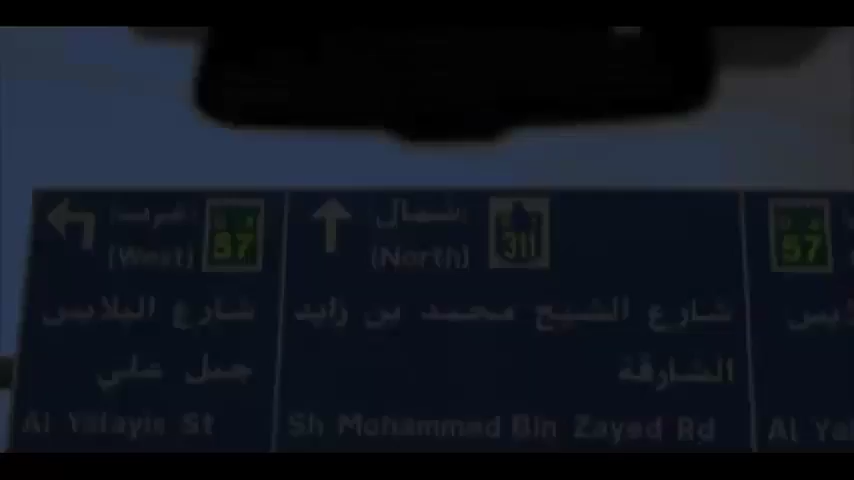 غرب
(West)
57
شارع اليلايس
جبل علي
Al Yalayis St
شمال
(North)
311
شارع الشيخ محمد بن زايد
الشارقة
Sh Mohammed Bin Zayed Rd
57
Al